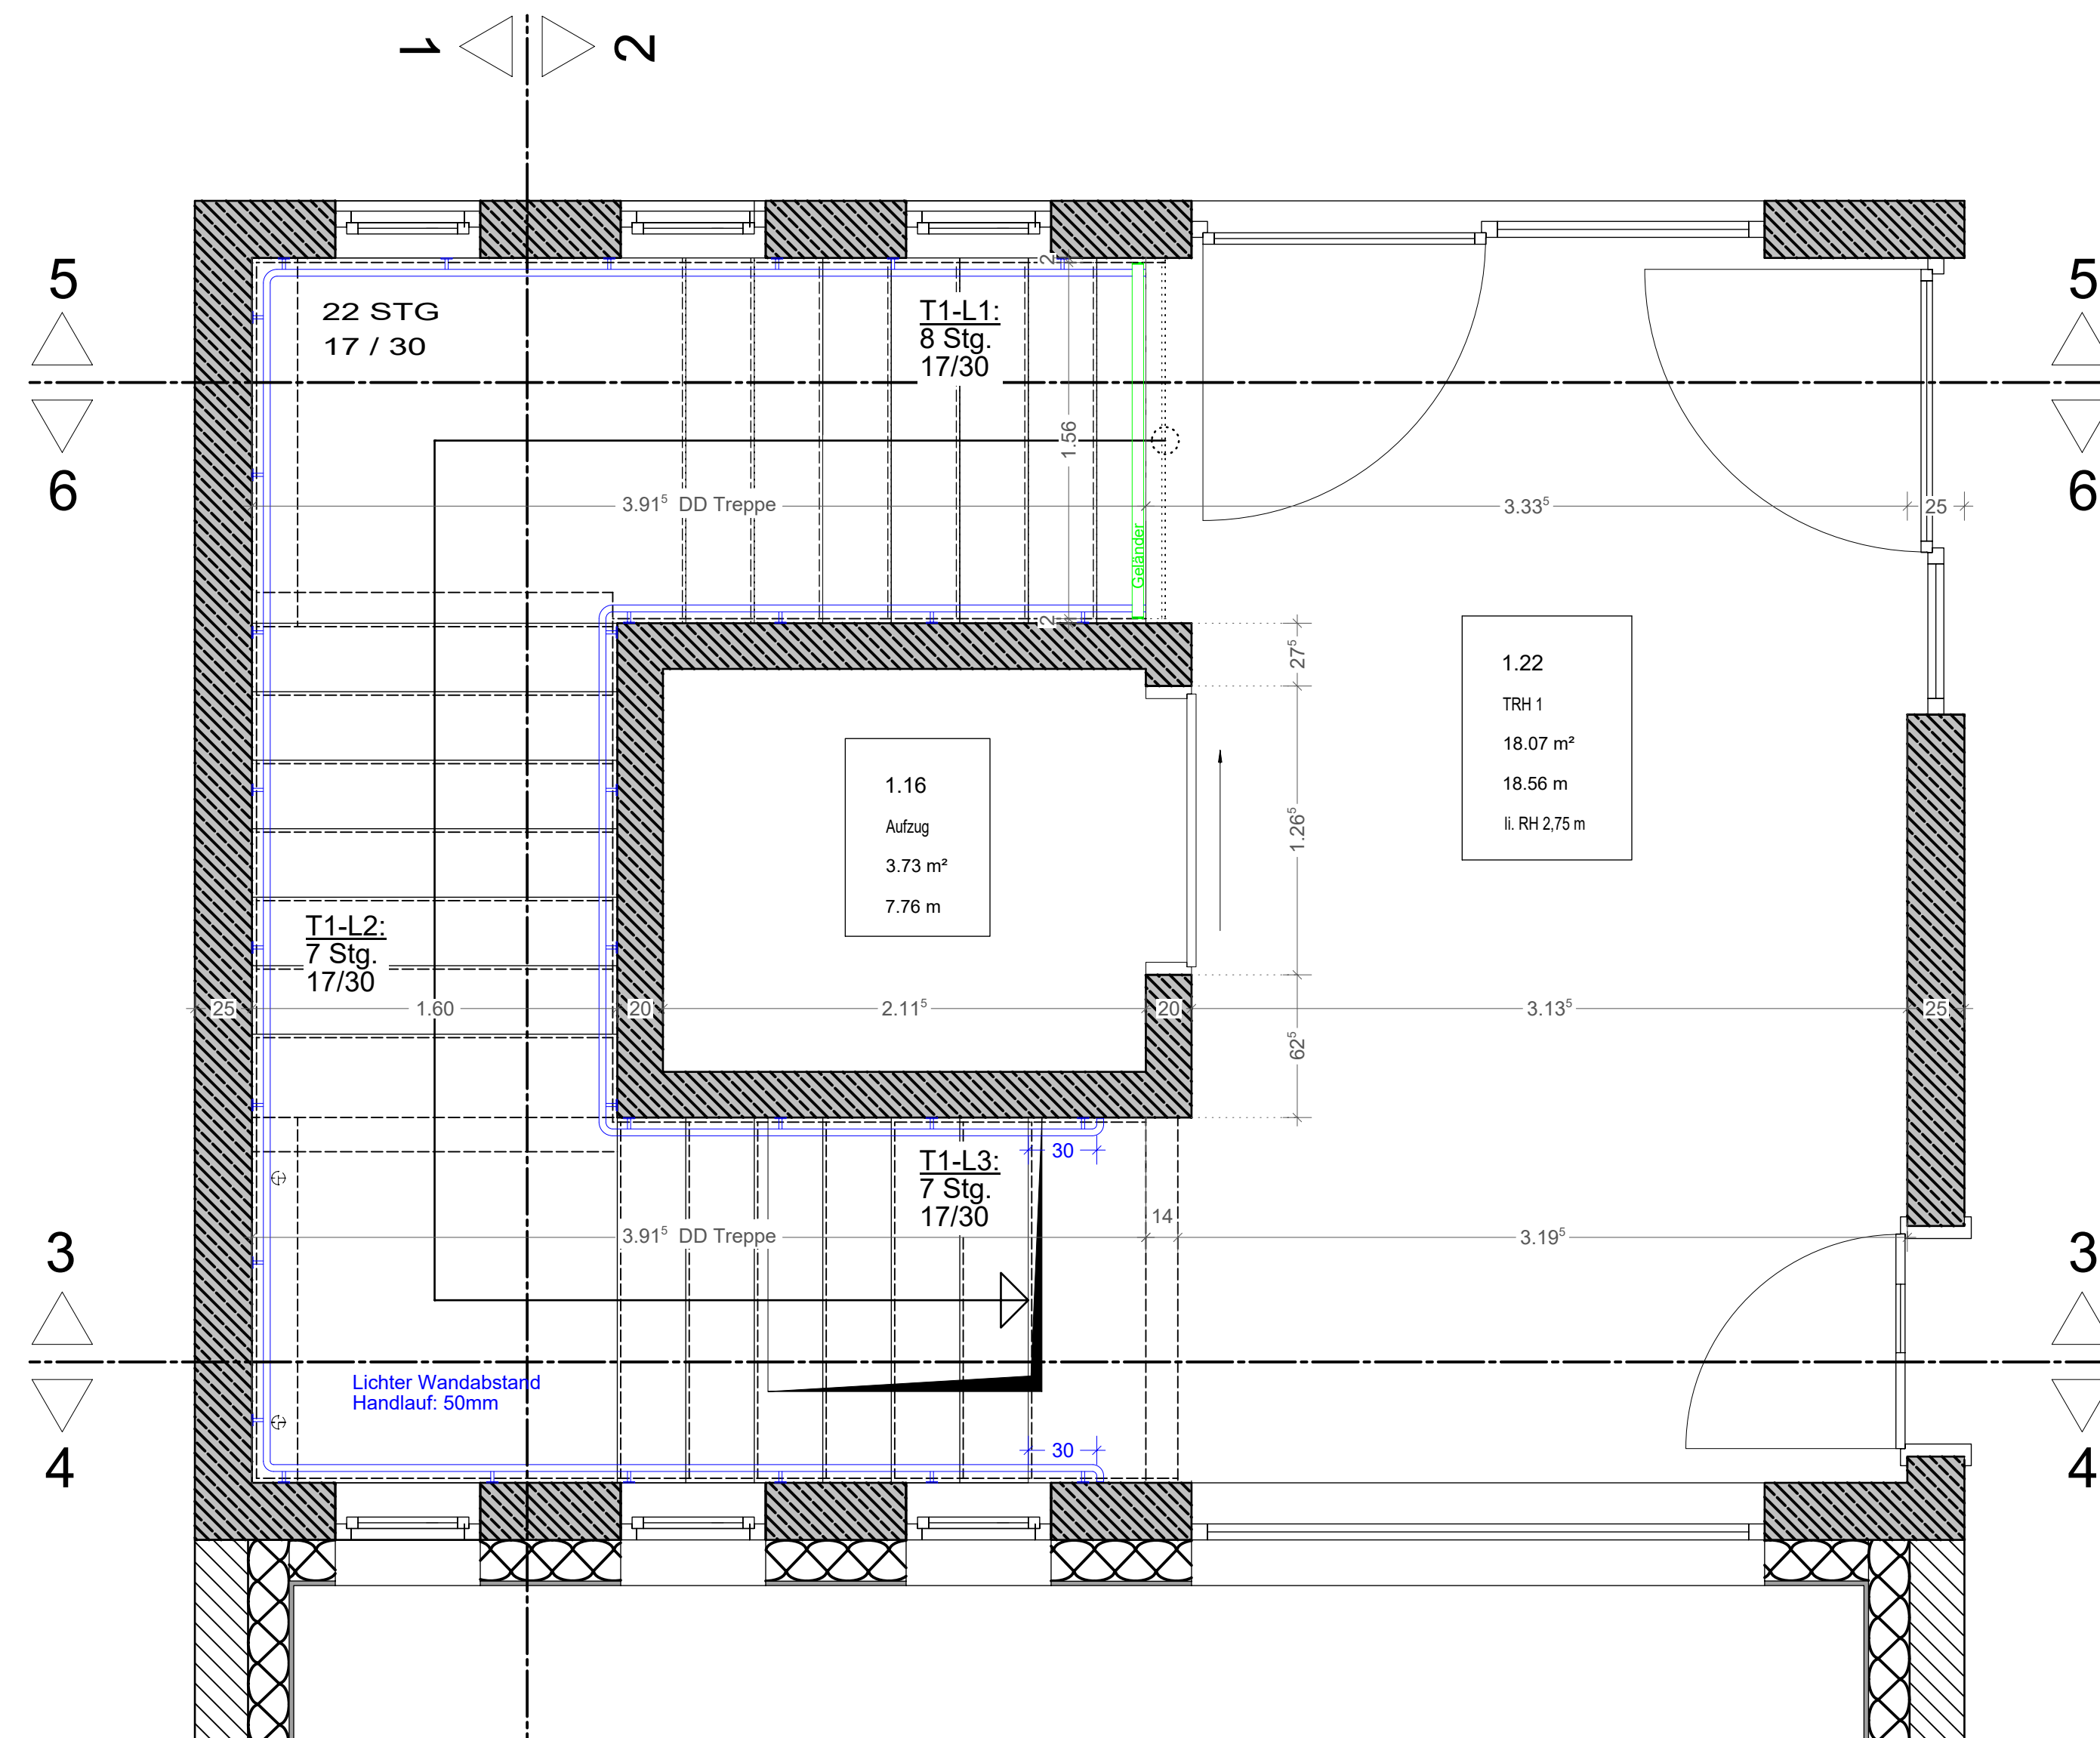 1
2
5
5
22 STG
17 / 30
T1-L1:
8 Stg.
17/30
2
1.56
6
6
3.91⁵ DD Treppe
3.33⁵
25
Geländer
2
27⁵
1.22
TRH 1
18.07 m²
18.56 m
li. RH 2,75 m
1.16
Aufzug
3.73 m²
7.76 m
1.26⁵
T1-L2:
7 Stg.
17/30
25
1.60
20
2.11⁵
20
3.13⁵
25
62⁵
30
T1-L3:
7 Stg.
17/30
14
3.91⁵ DD Treppe
3.19⁵
3
3
Lichter Wandabstand
Handlauf: 50mm
30
4
4